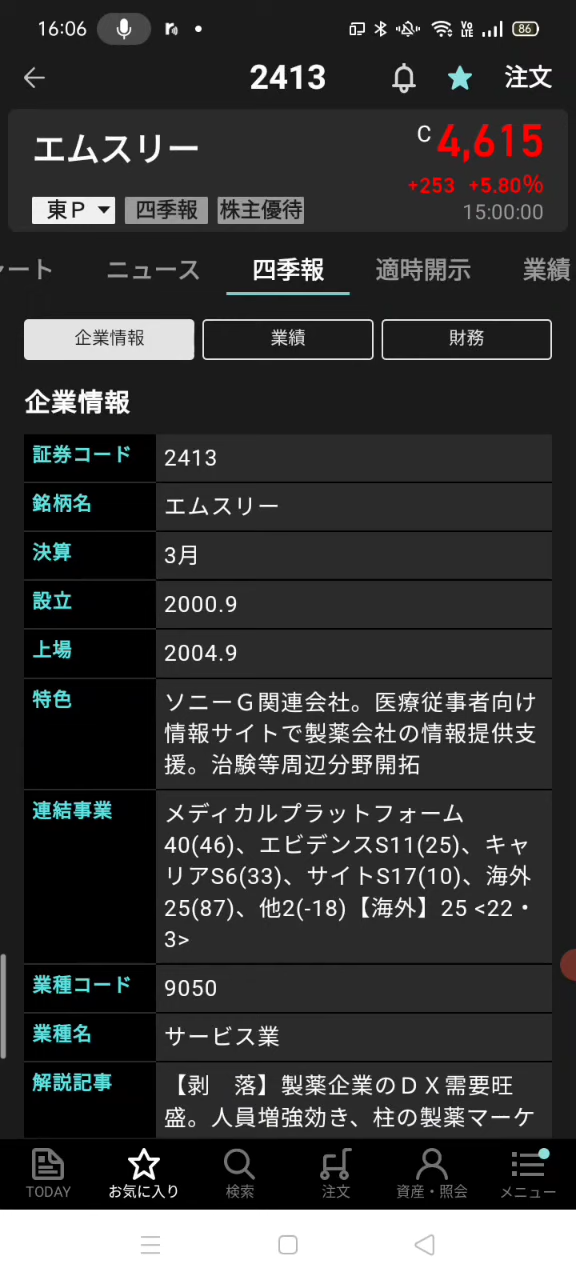 16:06
86
2413
注文
エムスリー
C 4,615
+253 +5.80%
東P
四季報
株主優待
15:00:00
ート
ニュース
四季報
適時開示
業績
企業情報
業績
財務
企業情報
証券コード
2413
銘柄名
エムスリー
決算
3月
設立
2000.9
上場
2004.9
特色
ソニーG関連会社。医療従事者向け
情報サイトで製薬会社の情報提供支
援。治験等周辺分野開拓
連結事業
メディカルプラットフォーム
40(46)、エビデンスS11(25)、キャ
リアS6(33)、サイトS17(10)、海外
25(87)、他2(-18)【海外】25 <22・
3>
業種コード
9050
業種名
サービス業
解説記事
【剥　落】製薬企業のDX需要旺
盛。人員増強効き、柱の製薬マーケ
TODAY
お気に入り
検索
注文
資産・照会
メニュー